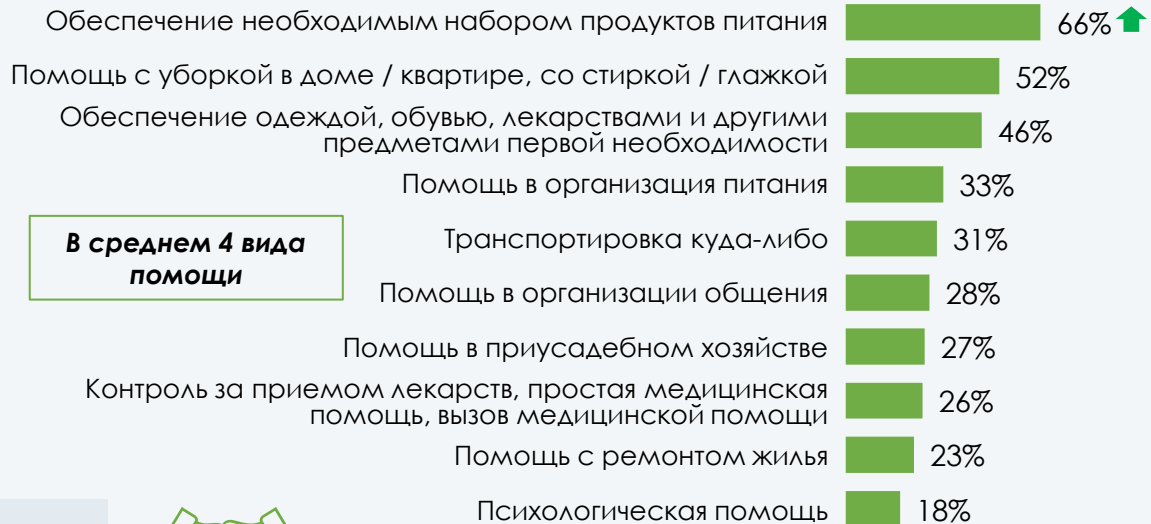 Обеспечение необходимым набором продуктов питания 66%
Помощь с уборкой в доме / квартире, со стиркой / глажкой 52%
Обеспечение одеждой, обувью, лекарствами и другими
предметами первой необходимости 46%
Помощь в организация питания 33%
В среднем 4 вида
помощи
Транспортировка куда-либо 31%
Помощь в организации общения 28%
Помощь в приусадебном хозяйстве 27%
Контроль за приемом лекарств, простая медицинская
помощь, вызов медицинской помощи 26%
Помощь с ремонтом жилья 23%
Психологическая помощь 18%